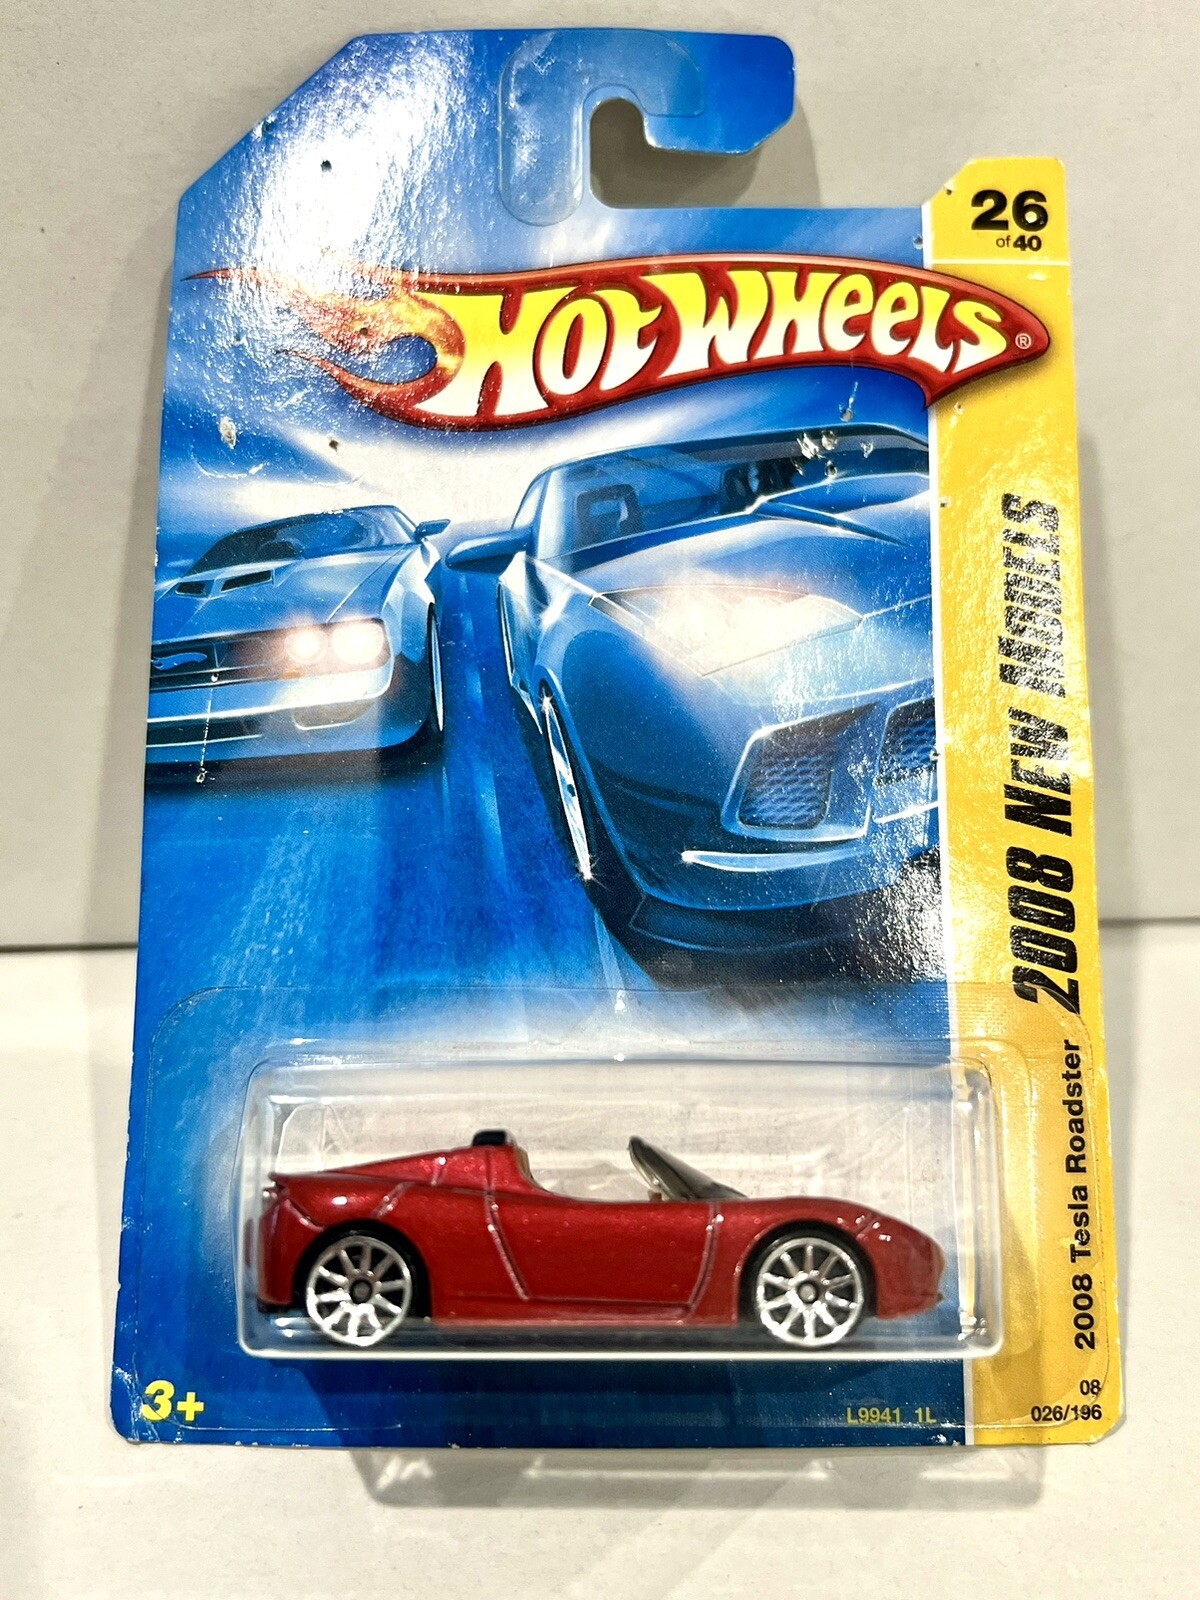 26
of 40
HOT WHEELS®
2008 NEW MODELS
2008 Tesla Roadster
3+
L9941 1L
08
026/196